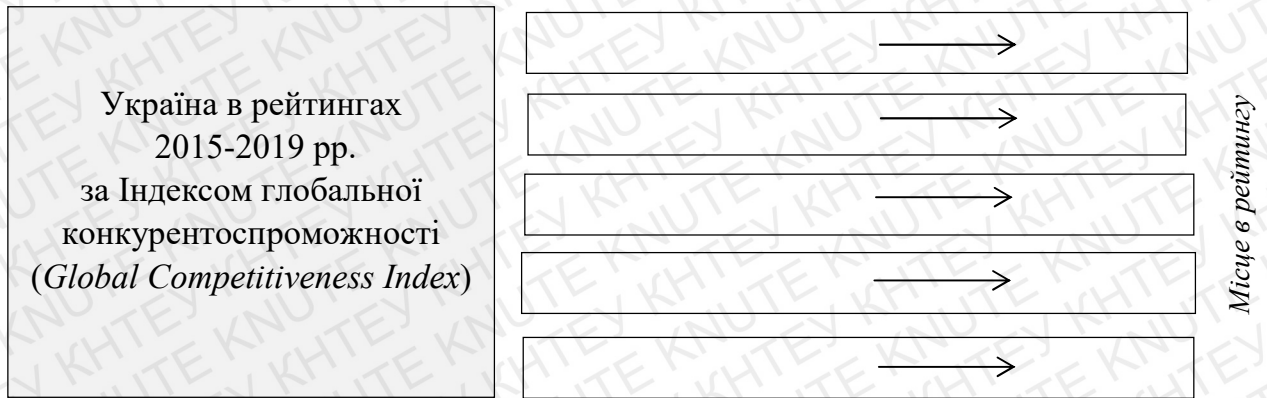 Україна в рейтингах
2015-2019 рр.
за Індексом глобальної
конкурентоспроможності
(Global Competitiveness Index)
Місце в рейтингу